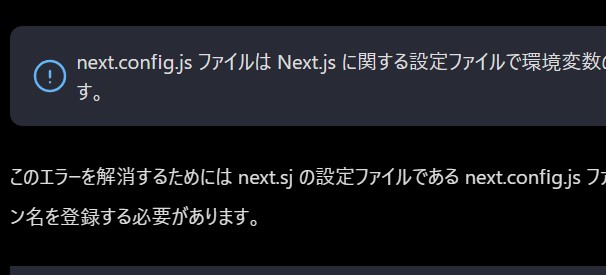 next.config.js ファイルは Next.js に関する設定ファイルで環境変数の
す。
このエラーを解消するためには next.sj の設定ファイルである next.config.js ファ
ン名を登録する必要があります。